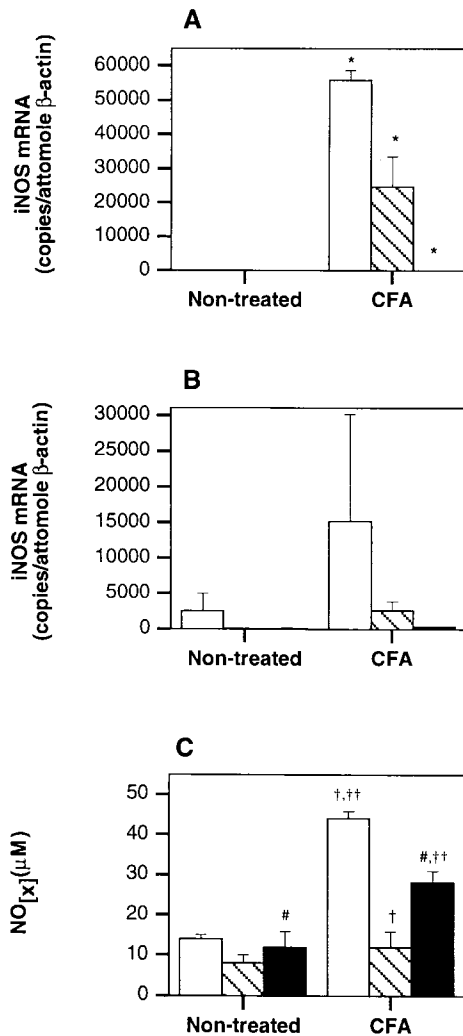 A
iNOS mRNA
(copies/attomole β-actin)
60000
50000
40000
30000
20000
10000
0
*
*
*
Non-treated
CFA
B
iNOS mRNA
(copies/attomole β-actin)
30000
25000
20000
15000
10000
5000
0
Non-treated
CFA
C
NO[x](μM)
50
40
30
20
10
0
#
†,††
†
#,††
Non-treated
CFA